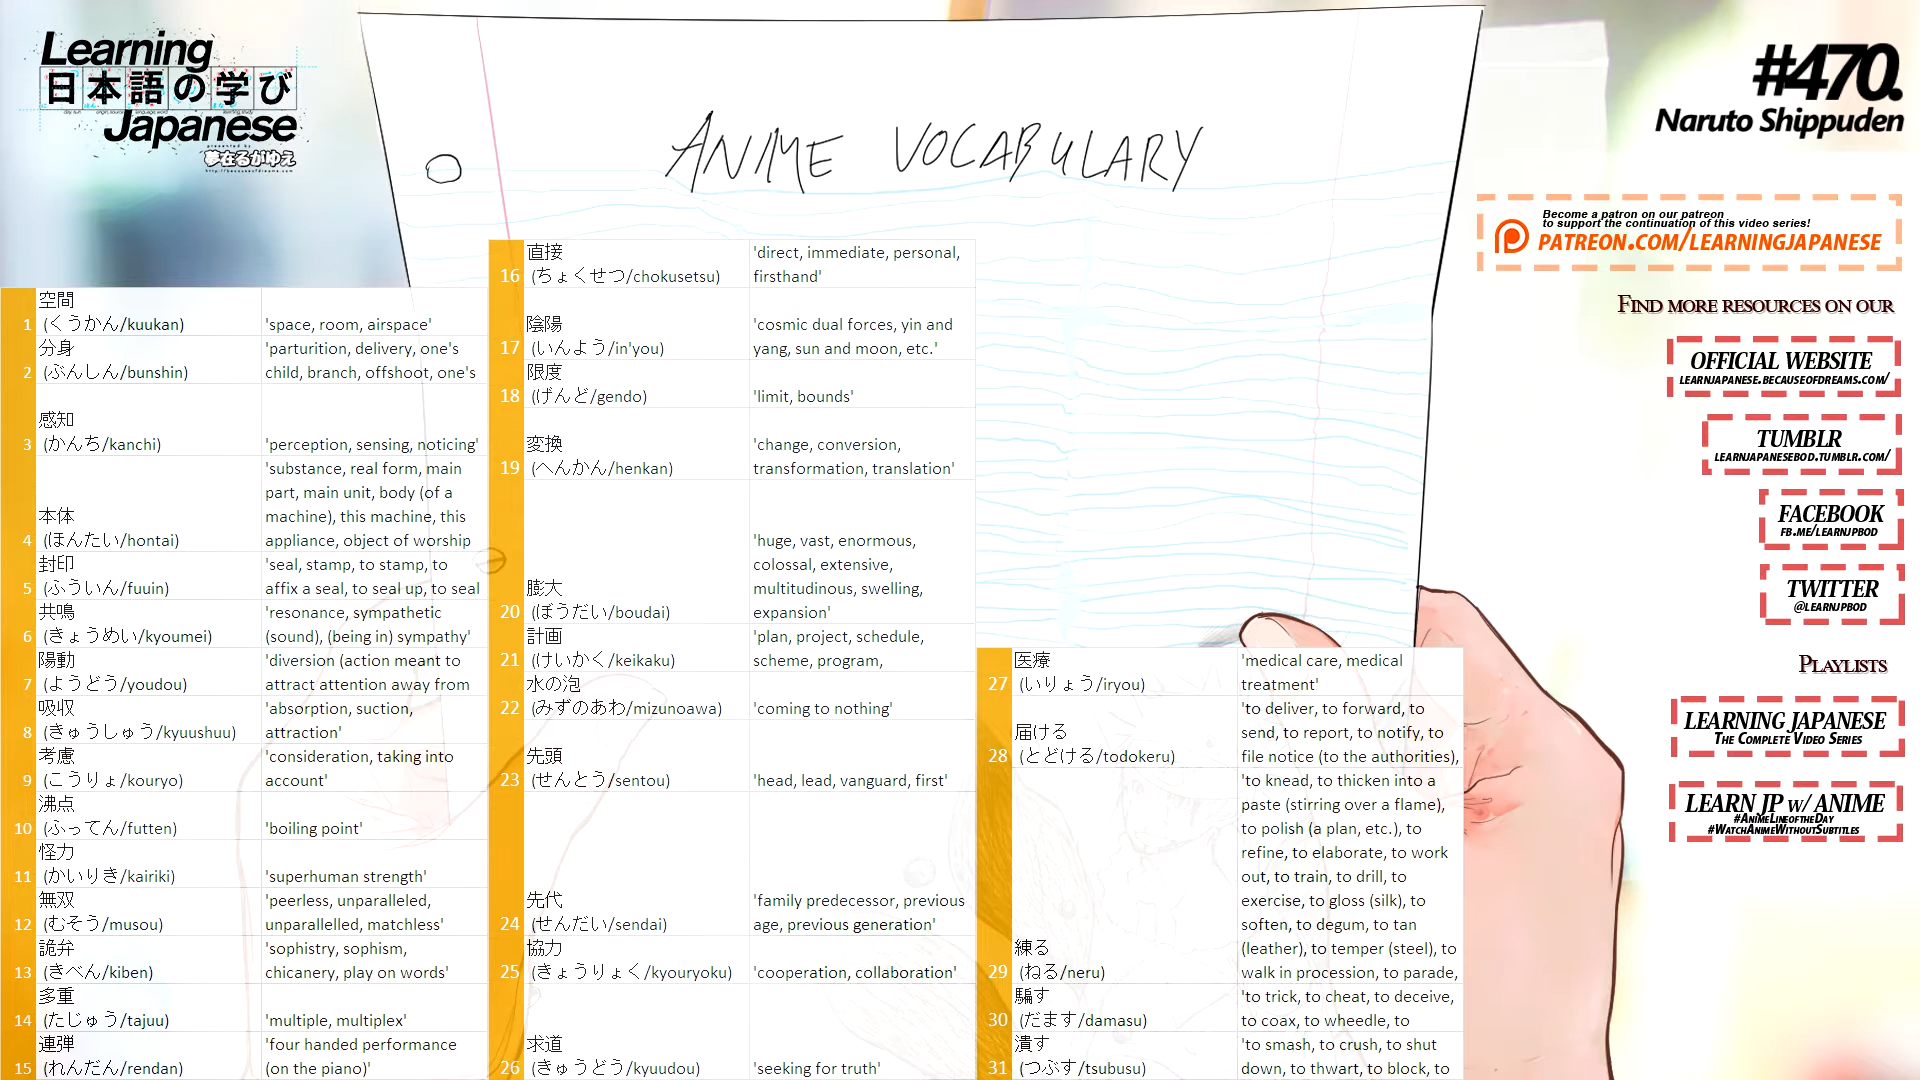 Learning
日本語の学び
Japanese
presented by
夢在るがゆえ
http://becauseofdreams.com
ANIME VOCABULARY
#470.
Naruto Shippuden
Become a patron on our patreon
to support the continuation of this video series!
PATREON.COM/LEARNINGJAPANESE
FIND MORE RESOURCES ON OUR
OFFICIAL WEBSITE
LEARNJAPANESE.BECAUSEOFDREAMS.COM/
TUMBLR
LEARNJAPANESEBOD.TUMBLR.COM/
FACEBOOK
FB.ME/LEARNJPBOD
TWITTER
@LEARNJPBOD
PLAYLISTS
LEARNING JAPANESE
THE COMPLETE VIDEO SERIES
LEARN JP W/ ANIME
#ANIMELINEOFTHEDAY
#WATCHANIMEWITHOUTSUBTITLES
空間
1 (くうかん/kuukan) 'space, room, airspace'
分身 'parturition, delivery, one's
2 (ぶんしん/bunshin) child, branch, offshoot, one's
感知
3 (かんち/kanchi) 'perception, sensing, noticing'
'substance, real form, main
part, main unit, body (of a
本体 machine), this machine, this
4 (ほんたい/hontai) appliance, object of worship
封印 'seal, stamp, to stamp, to
5 (ふういん/fuuin) affix a seal, to seal up, to seal
共鳴 'resonance, sympathetic
6 (きょうめい/kyoumei) (sound), (being in) sympathy'
陽動 'diversion (action meant to
7 (ようどう/youdou) attract attention away from
吸収 'absorption, suction,
8 (きゅうしゅう/kyuushuu) attraction'
考慮 'consideration, taking into
9 (こうりょ/kouryo) account'
沸点
10 (ふってん/futten) 'boiling point'
怪力
11 (かいりき/kairiki) 'superhuman strength'
無双 'peerless, unparalleled,
12 (むそう/musou) unparallelled, matchless'
詭弁 'sophistry, sophism,
13 (きべん/kiben) chicanery, play on words'
多重
14 (たじゅう/tajuu) 'multiple, multiplex'
連弾 'four handed performance
15 (れんだん/rendan) (on the piano)'
直接 'direct, immediate, personal,
16 (ちょくせつ/chokusetsu) firsthand'
陰陽 'cosmic dual forces, yin and
17 (いんよう/in'you) yang, sun and moon, etc.'
限度
18 (げんど/gendo) 'limit, bounds'
変換 'change, conversion,
19 (へんかん/henkan) transformation, translation'
'huge, vast, enormous,
colossal, extensive,
膨大 multitudinous, swelling,
20 (ぼうだい/boudai) expansion'
計画 'plan, project, schedule,
21 (けいかく/keikaku) scheme, program,
水の泡
22 (みずのあわ/mizunoawa) 'coming to nothing'
先頭
23 (せんとう/sentou) 'head, lead, vanguard, first'
先代 'family predecessor, previous
24 (せんだい/sendai) age, previous generation'
協力
25 (きょうりょく/kyouryoku) 'cooperation, collaboration'
求道
26 (きゅうどう/kyuudou) 'seeking for truth'
医療 'medical care, medical
27 (いりょう/iryou) treatment'
'to deliver, to forward, to
届ける send, to report, to notify, to
28 (とどける/todokeru) file notice (to the authorities),
'to knead, to thicken into a
paste (stirring over a flame),
to polish (a plan, etc.), to
refine, to elaborate, to work
out, to train, to drill, to
exercise, to gloss (silk), to
soften, to degum, to tan
練る (leather), to temper (steel), to
29 (ねる/neru) walk in procession, to parade,
騙す 'to trick, to cheat, to deceive,
30 (だます/damasu) to coax, to wheedle, to
潰す 'to smash, to crush, to shut
31 (つぶす/tsubusu) down, to thwart, to block, to